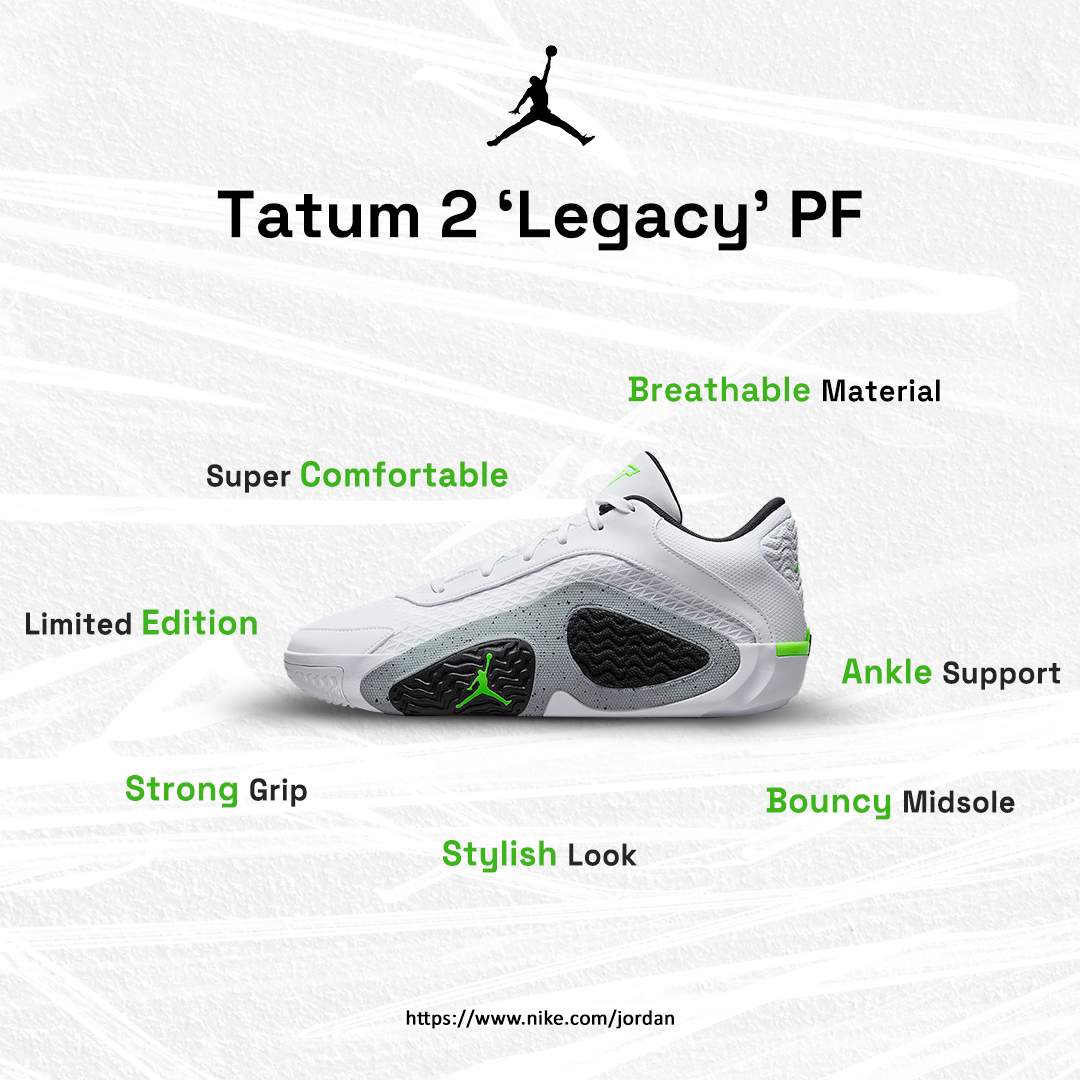 Tatum 2 ‘Legacy’ PF
Breathable Material
Super Comfortable
Limited Edition
Ankle Support
Strong Grip
Bouncy Midsole
Stylish Look
https://www.nike.com/jordan